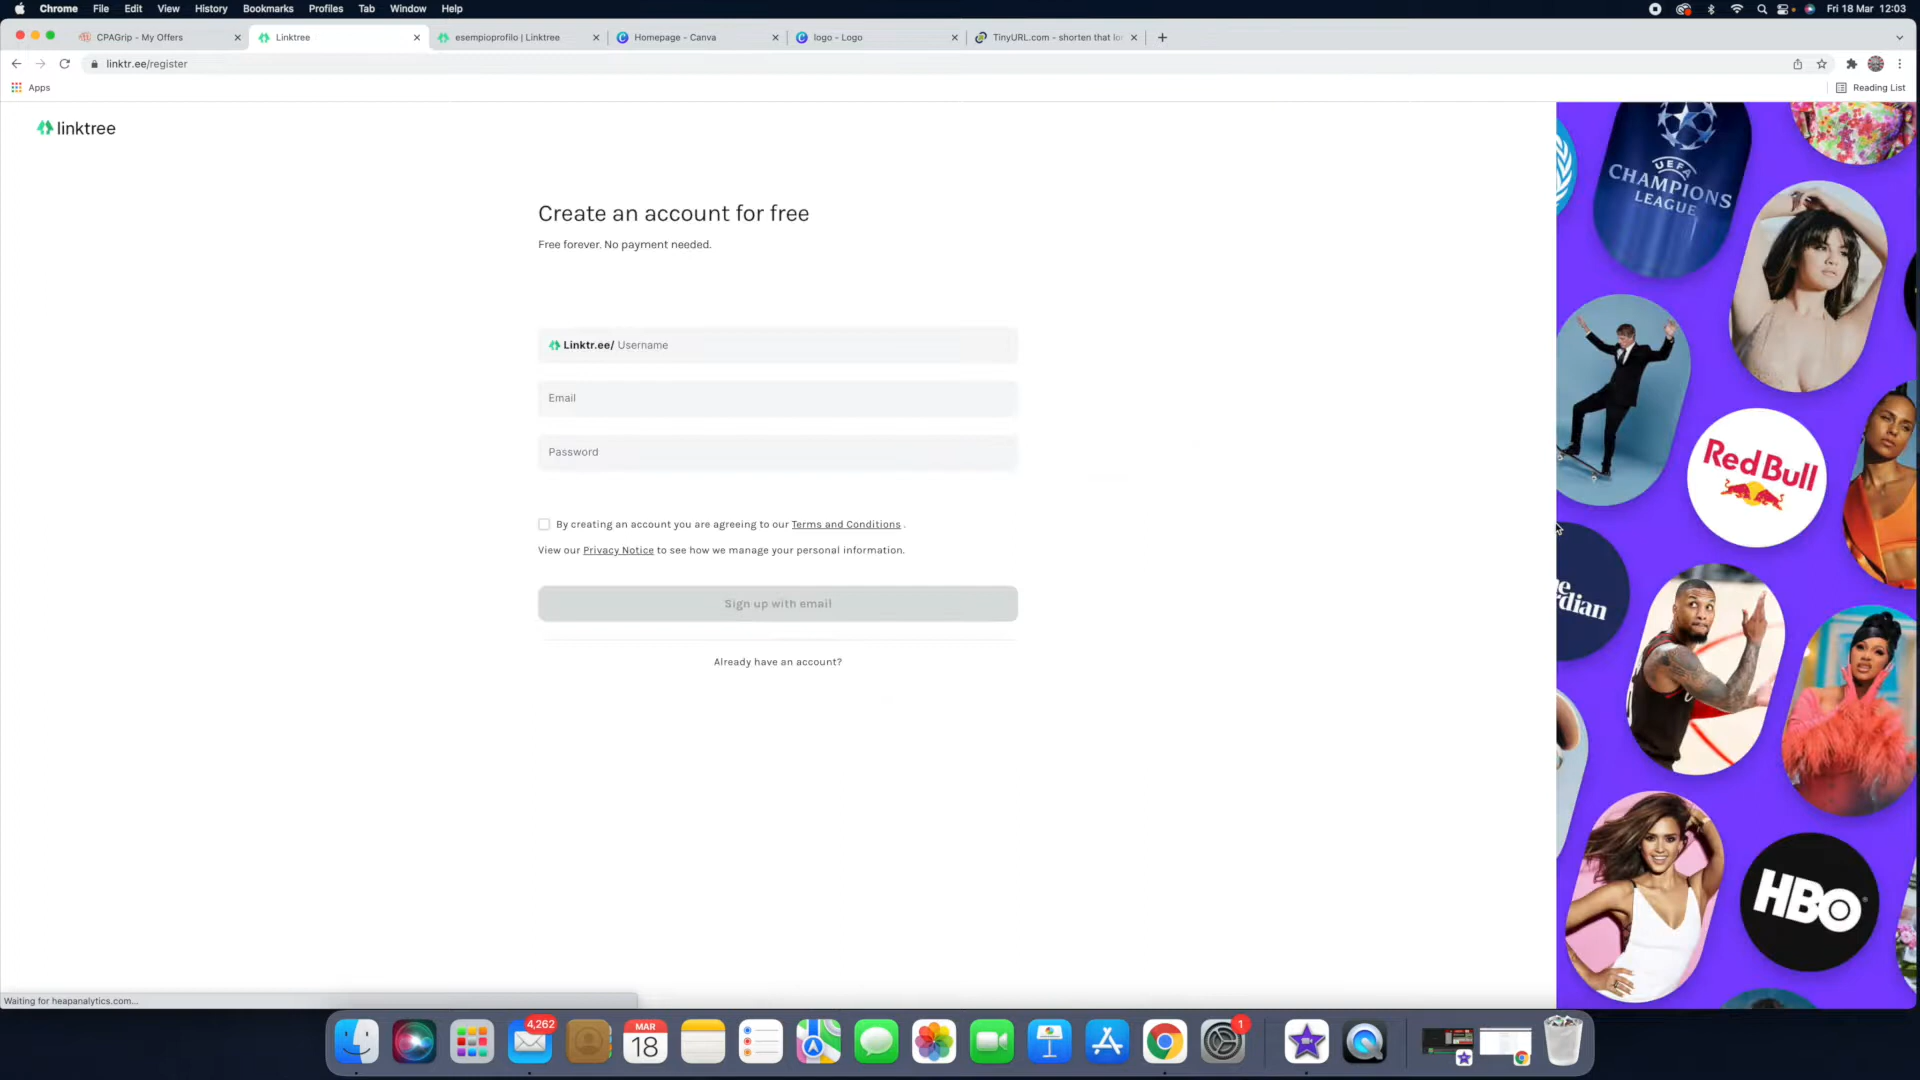 Chrome File Edit View History Bookmarks Profiles Tab Window Help Fri 18 Mar 12:03
CPAGrip - My Offers Linktree esempioprofilo | Linktree Homepage - Canva logo - Logo TinyURL.com - shorten that lo
linktr.ee/register
Apps Reading List
linktree
Create an account for free
Free forever. No payment needed.
Linktr.ee/ Username
Email
Password
By creating an account you are agreeing to our Terms and Conditions .
View our Privacy Notice to see how we manage your personal information.
Sign up with email
Already have an account?
UEFA
CHAMPIONS
LEAGUE
Red Bull
dian
HBO
Waiting for heapanalytics.com...
4,262
MAR
18
1